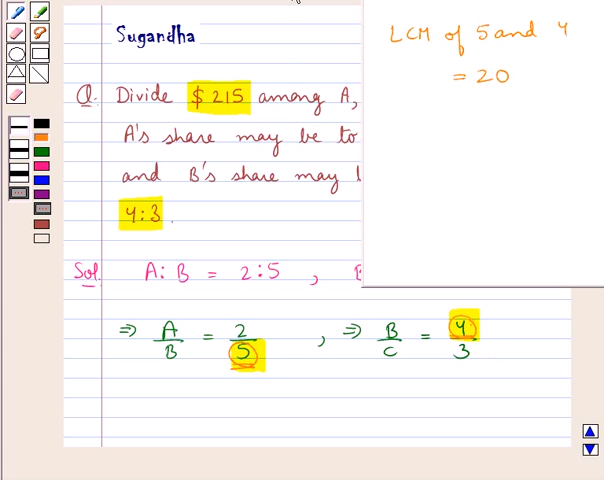 Sugandha
LCM of 5 and 4
= 20
Q. Divide $ 215 among A,
A's share may be to
and B's share may
4:3 .
Sol. A : B = 2 : 5 , B
⇒ A/B = 2/5 , ⇒ B/C = 4/3